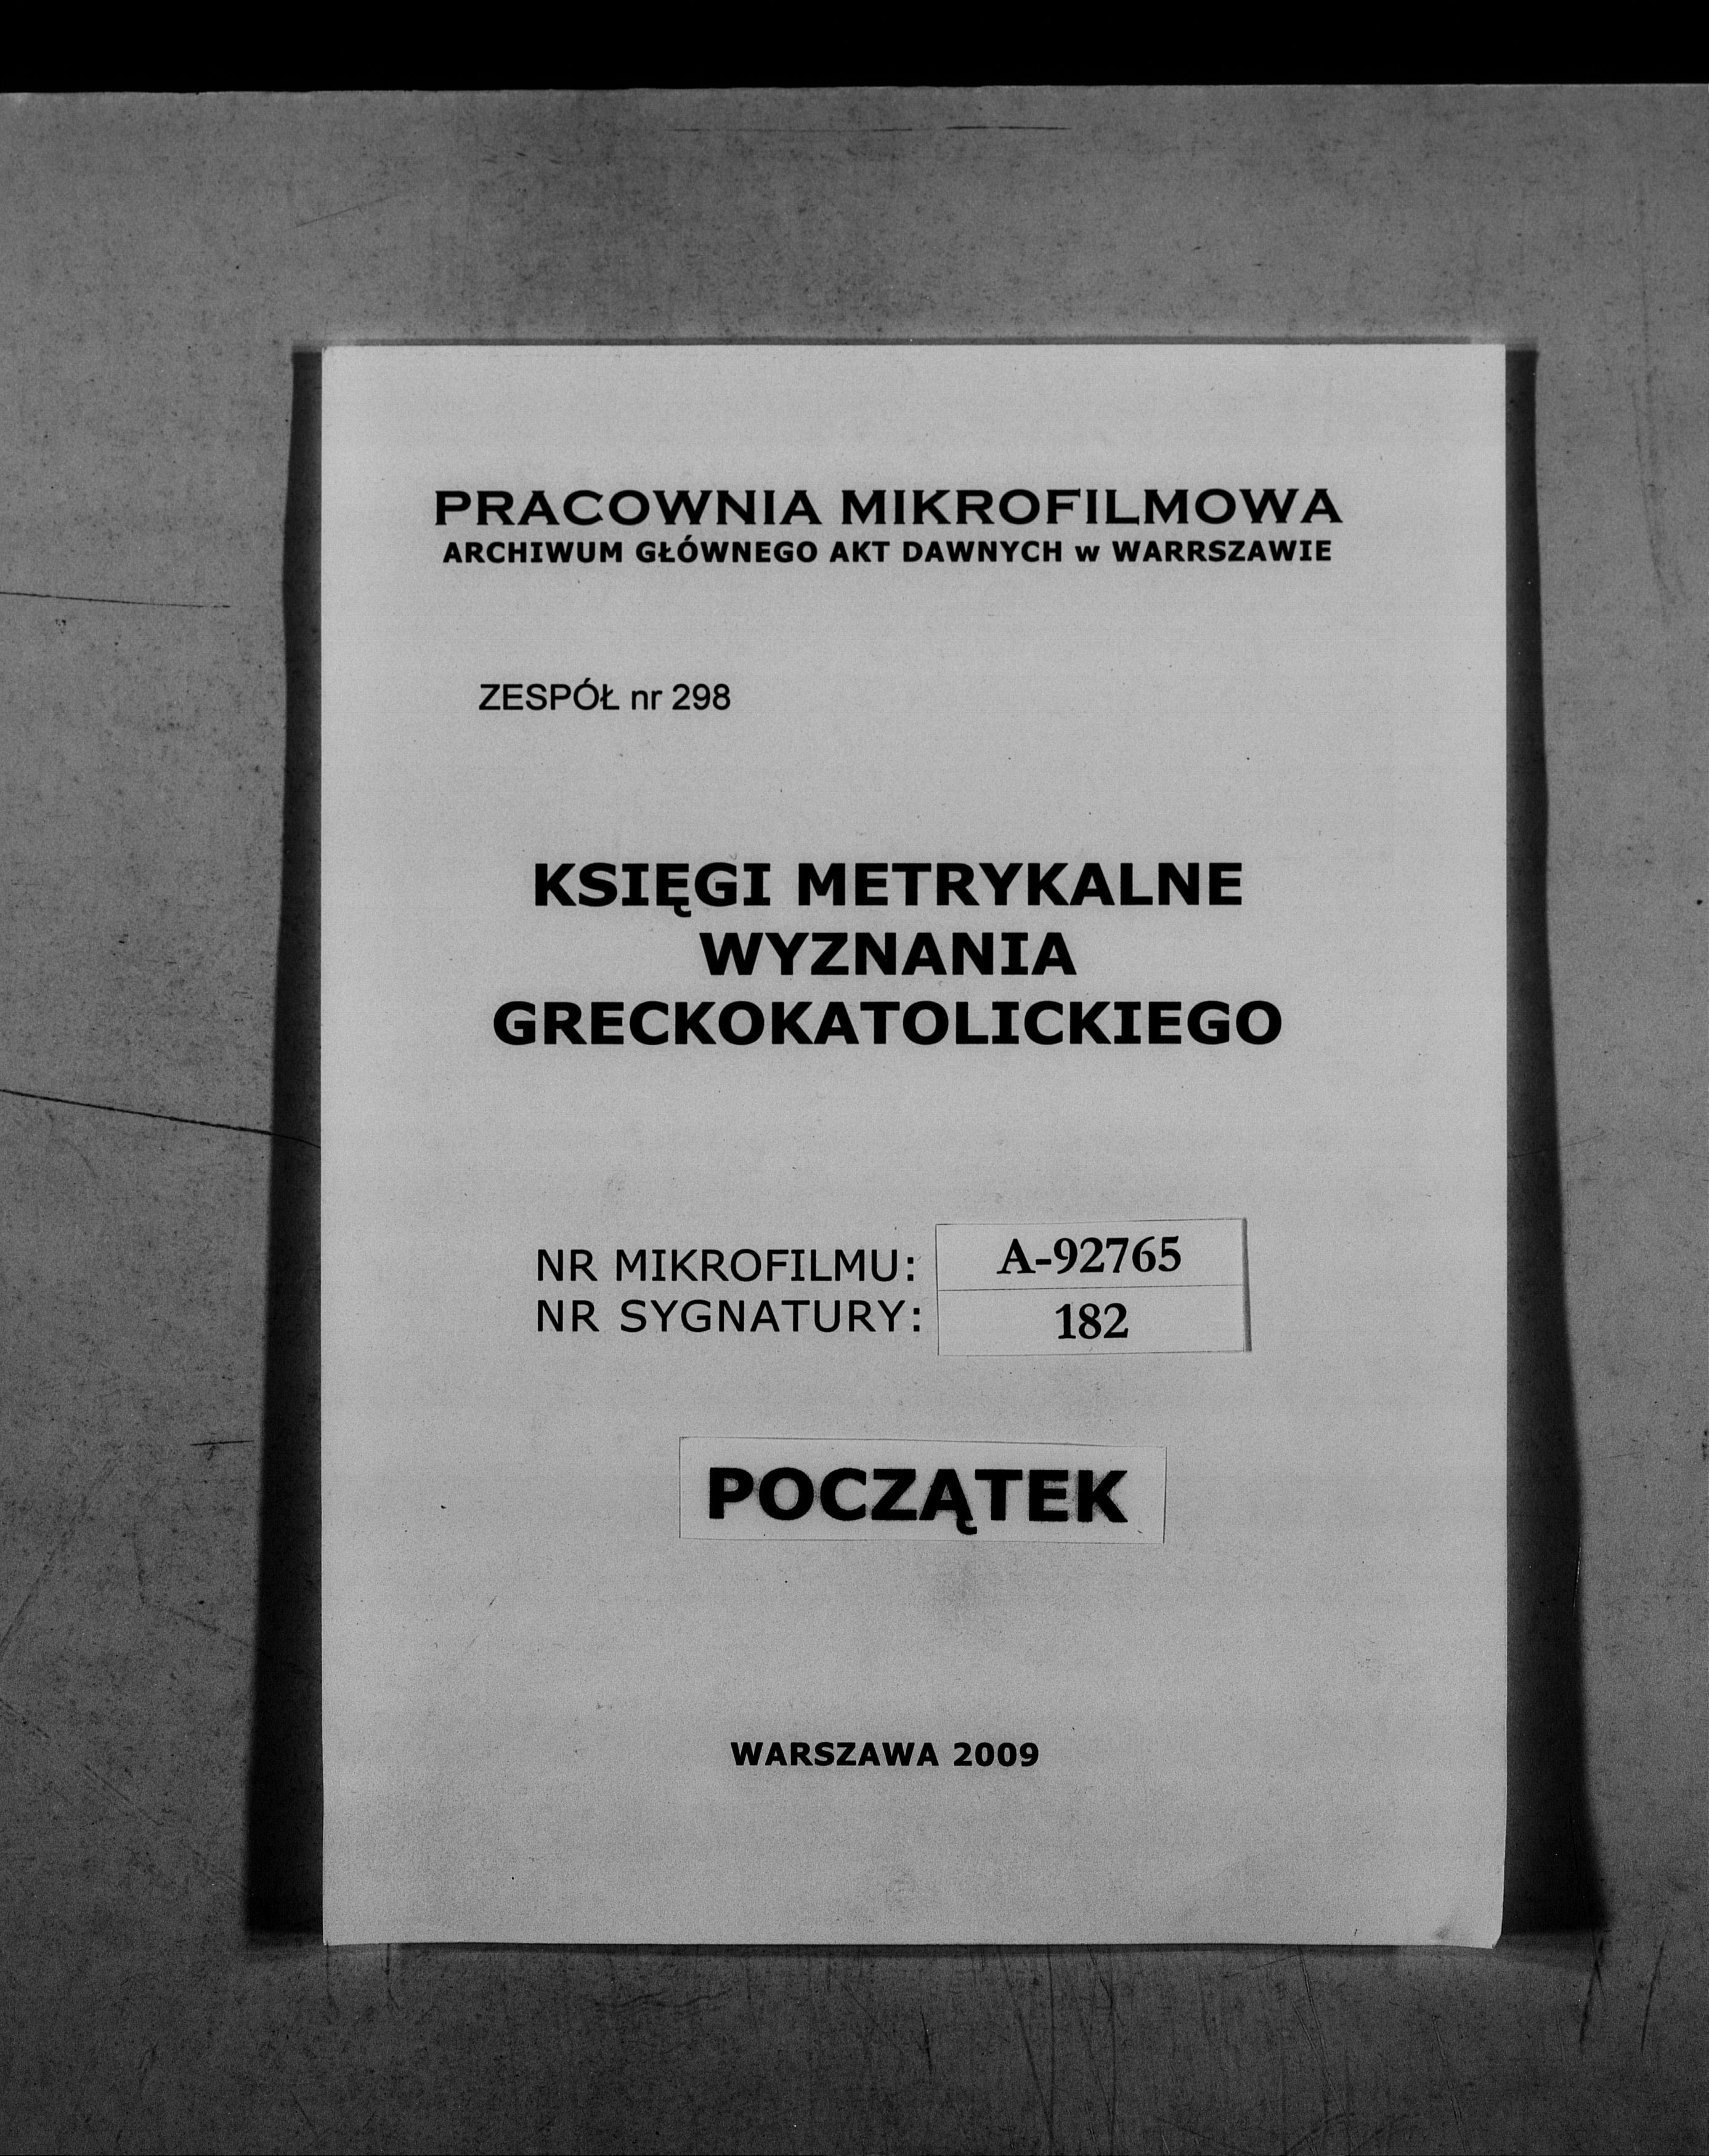 PRACOWNIA MIKROFILMOWA
ARCHIWUM GŁÓWNEGO AKT DAWNYCH w WARRSZAWIE
ZESPÓŁ nr 298
KSIĘGI METRYKALNE
WYZNANIA
GRECKOKATOLICKIEGO
NR MIKROFILMU: A-92765
NR SYGNATURY: 182
POCZĄTEK
WARSZAWA 2009